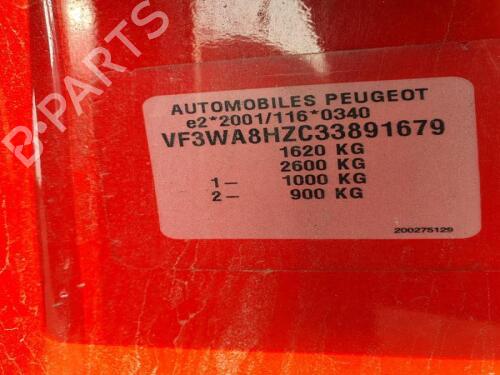 B-PARTS
AUTOMOBILES PEUGEOT
e2*2001/116*0340
VF3WA8HZC33891679
1620 KG
2600 KG
1– 1000 KG
2– 900 KG
200275129